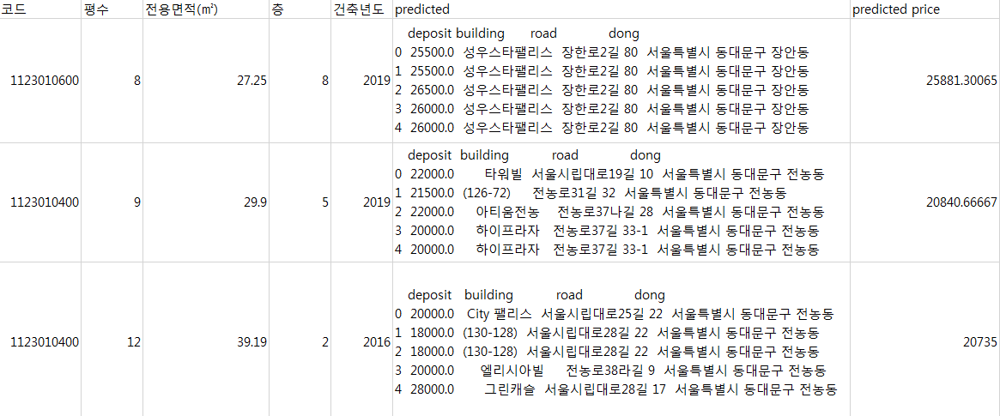 코드 평수 전용면적(㎡) 층 건축년도 predicted predicted price
deposit building road dong
0 25500.0 성우스타팰리스 장한로2길 80 서울특별시 동대문구 장안동
1 25500.0 성우스타팰리스 장한로2길 80 서울특별시 동대문구 장안동
1123010600 8 27.25 8 2019 2 26500.0 성우스타팰리스 장한로2길 80 서울특별시 동대문구 장안동 25881.30065
3 26000.0 성우스타팰리스 장한로2길 80 서울특별시 동대문구 장안동
4 26000.0 성우스타팰리스 장한로2길 80 서울특별시 동대문구 장안동
deposit building road dong
0 22000.0 타워빌 서울시립대로19길 10 서울특별시 동대문구 전농동
1 21500.0 (126-72) 전농로31길 32 서울특별시 동대문구 전농동
1123010400 9 29.9 5 2019 2 22000.0 아티움전농 전농로37나길 28 서울특별시 동대문구 전농동 20840.66667
3 20000.0 하이프라자 전농로37길 33-1 서울특별시 동대문구 전농동
4 20000.0 하이프라자 전농로37길 33-1 서울특별시 동대문구 전농동
deposit building road dong
0 20000.0 City 팰리스 서울시립대로25길 22 서울특별시 동대문구 전농동
1 18000.0 (130-128) 서울시립대로28길 22 서울특별시 동대문구 전농동
1123010400 12 39.19 2 2016 2 18000.0 (130-128) 서울시립대로28길 22 서울특별시 동대문구 전농동 20735
3 20000.0 엘리시아빌 전농로38라길 9 서울특별시 동대문구 전농동
4 28000.0 그린캐슬 서울시립대로28길 17 서울특별시 동대문구 전농동